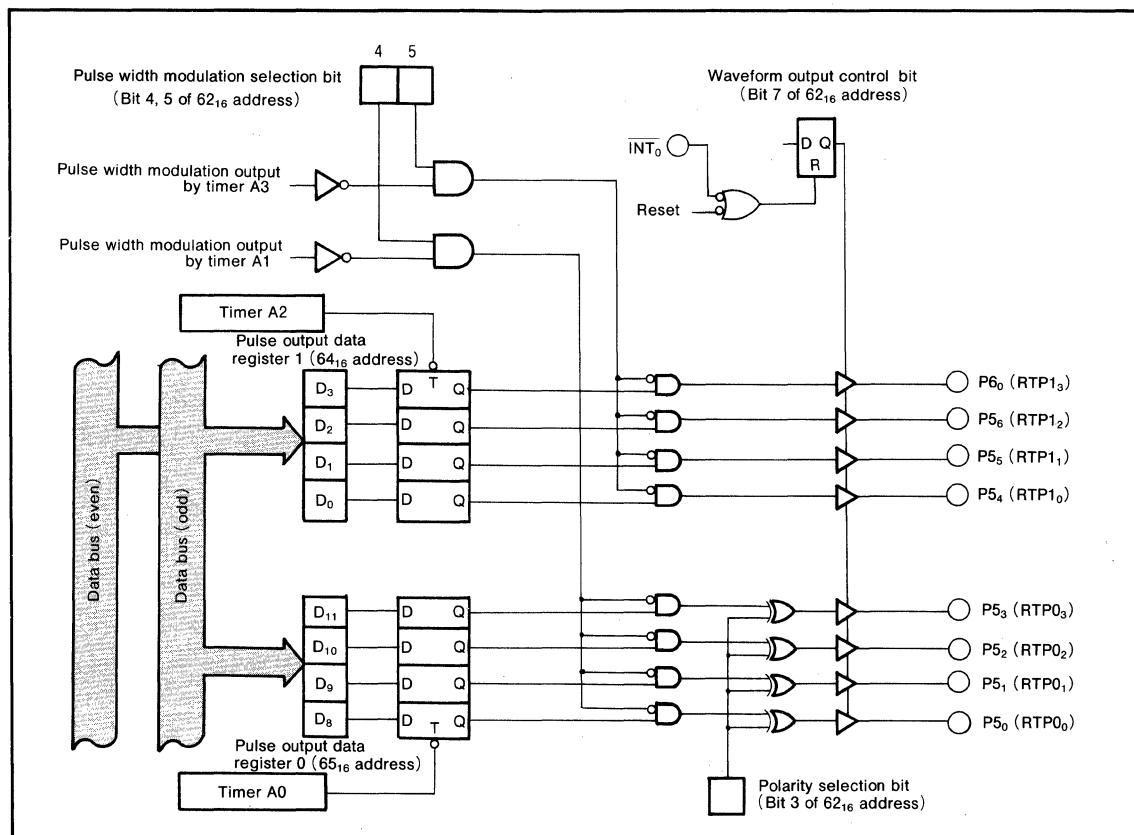 4 5
Pulse width modulation selection bit
(Bit 4, 5 of 62₁₆ address)
Waveform output control bit
(Bit 7 of 62₁₆ address)
D Q
R
I̅N̅T̅₀̅
Reset
Pulse width modulation output
by timer A3
Pulse width modulation output
by timer A1
Timer A2
Pulse output data
register 1 (64₁₆ address)
T
D₃ D Q
D₂ D Q
D₁ D Q
D₀ D Q
P6₀ (RTP1₃)
P5₆ (RTP1₂)
P5₅ (RTP1₁)
P5₄ (RTP1₀)
Data bus (even)
Data bus (odd)
D₁₁ D Q
D₁₀ D Q
D₉ D Q
D₈ D Q
T
P5₃ (RTP0₃)
P5₂ (RTP0₂)
P5₁ (RTP0₁)
P5₀ (RTP0₀)
Pulse output data
register 0 (65₁₆ address)
Timer A0
Polarity selection bit
(Bit 3 of 62₁₆ address)